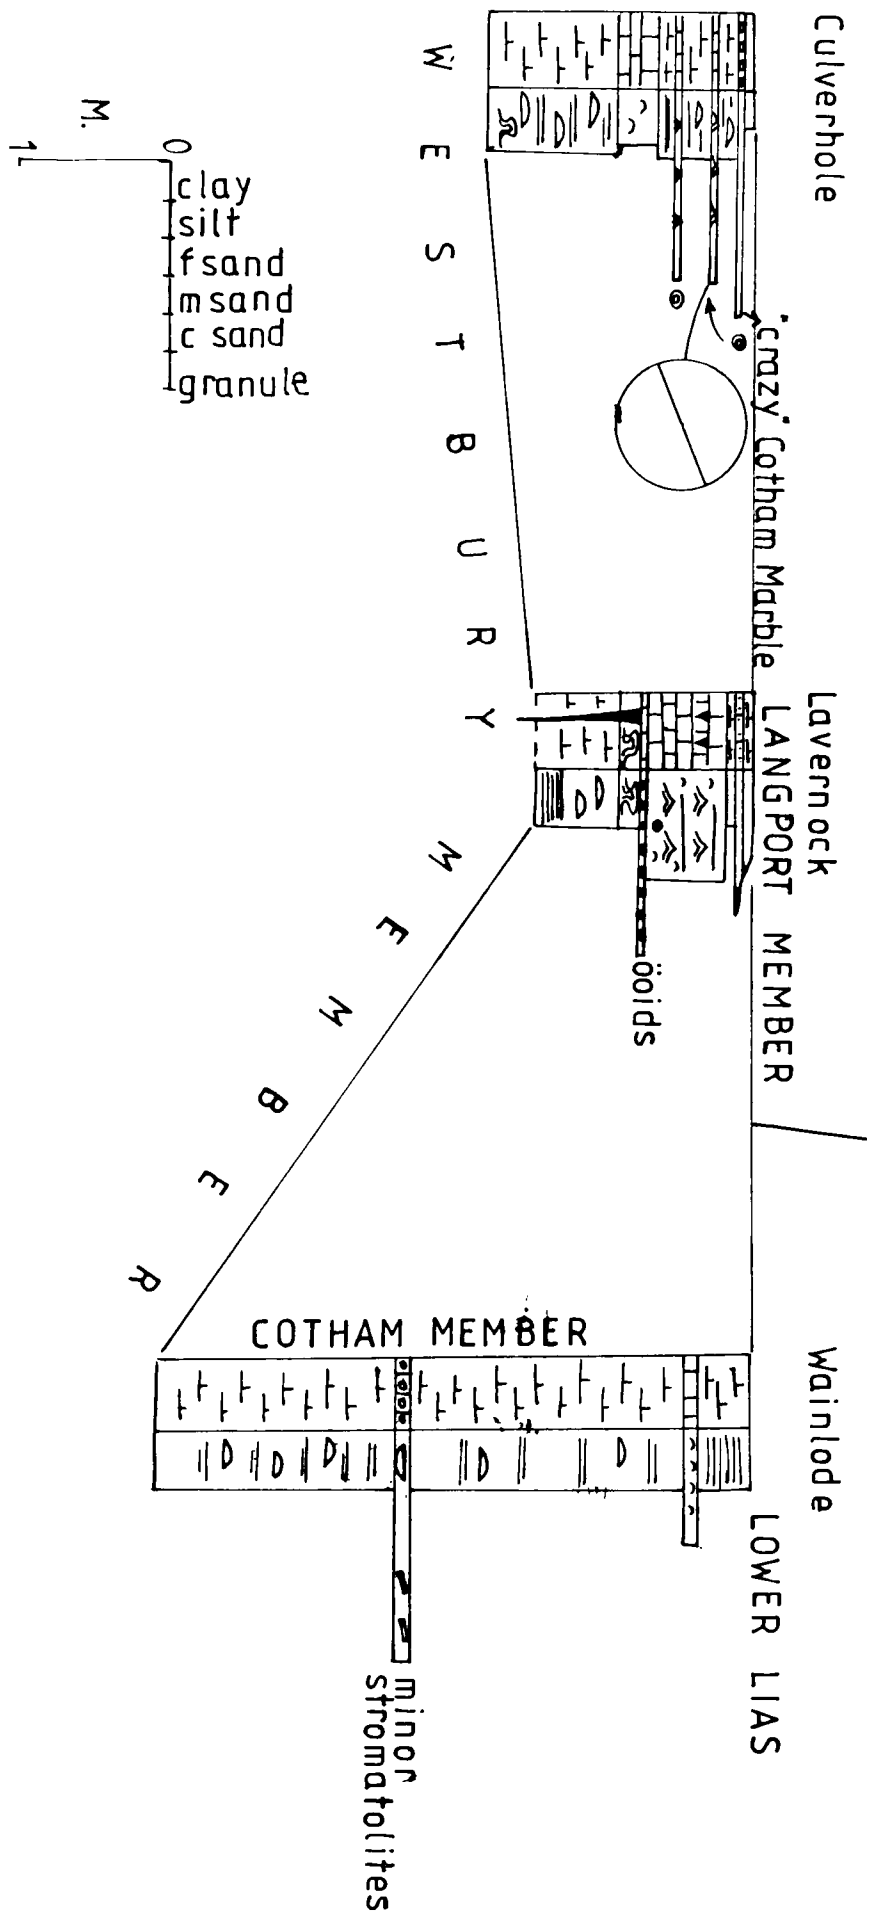 Culverhole
Lavernock
Wainlode
"crazy" Cotham Marble
LANGPORT MEMBER
LOWER LIAS
ööids
COTHAM MEMBER
minor
stromatolites
WESTBURY MEMBER
M.
0
1
clay
silt
f sand
m sand
c sand
granule